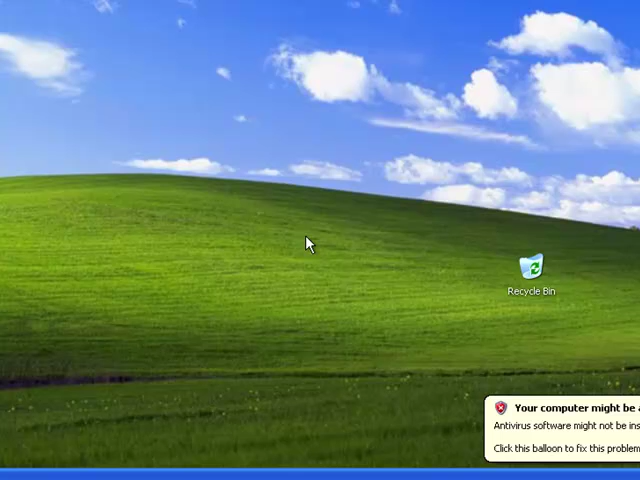 Recycle Bin
Your computer might be a
Antivirus software might not be ins
Click this balloon to fix this problem